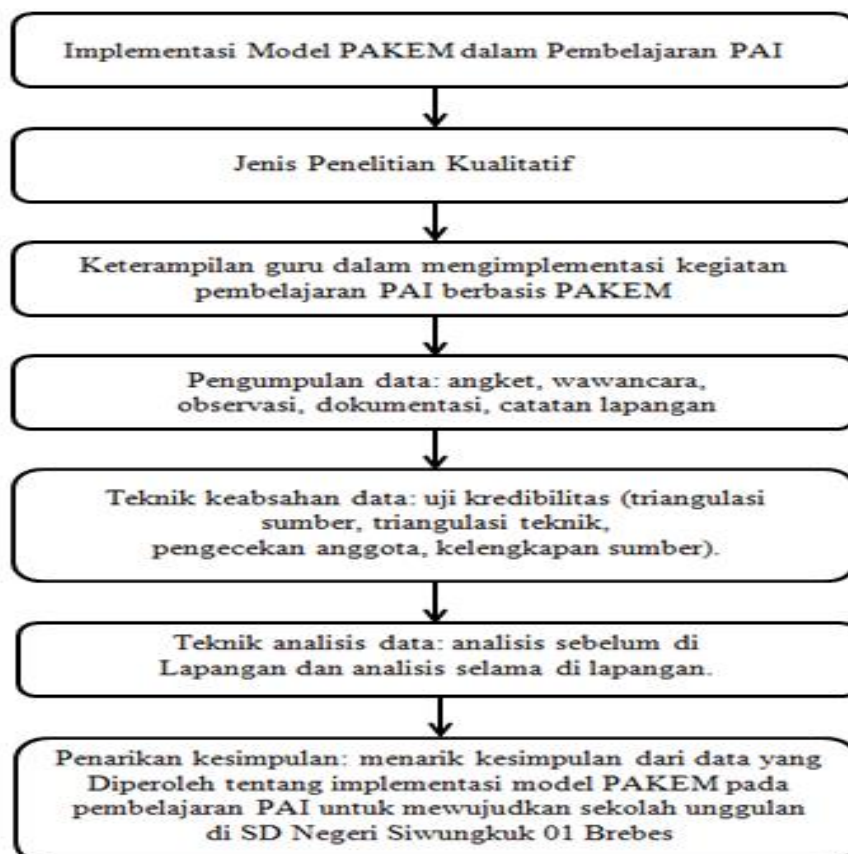 Implementasi Model PAKEM dalam Pembelajaran PAI
Jenis Penelitian Kualitatif
Keterampilan guru dalam mengimplementasi kegiatan
pembelajaran PAI berbasis PAKEM
Pengumpulan data: angket, wawancara,
observasi, dokumentasi, catatan lapangan
Teknik keabsahan data: uji kredibilitas (triangulasi
sumber, triangulasi teknik,
pengecekan anggota, kelengkapan sumber).
Teknik analisis data: analisis sebelum di
Lapangan dan analisis selama di lapangan.
Penarikan kesimpulan: menarik kesimpulan dari data yang
Diperoleh tentang implementasi model PAKEM pada
pembelajaran PAI untuk mewujudkan sekolah unggulan
di SD Negeri Siwungkuk 01 Brebes